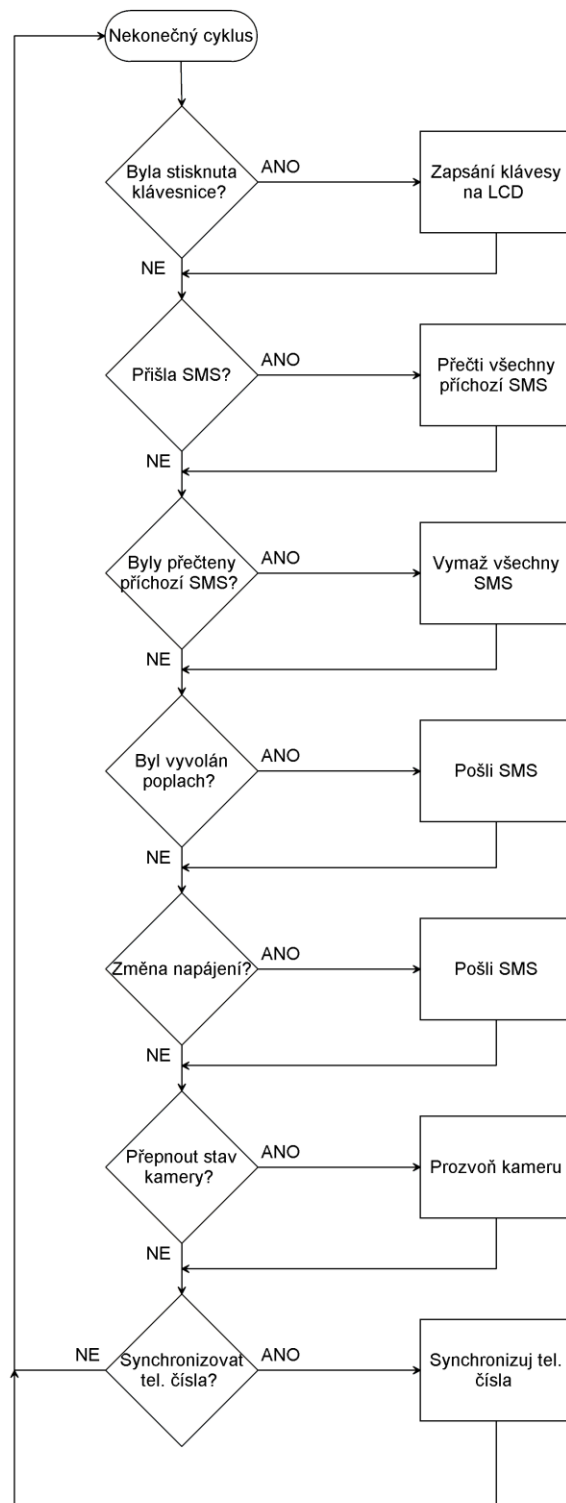 Nekonečný cyklus
Byla stisknuta
klávesnice?
ANO
Zapsání klávesy
na LCD
NE
Přišla SMS?
ANO
Přečti všechny
příchozí SMS
NE
Byly přečteny
příchozí SMS?
ANO
Vymaž všechny
SMS
NE
Byl vyvolán
poplach?
ANO
Pošli SMS
NE
Změna napájení?
ANO
Pošli SMS
NE
Přepnout stav
kamery?
ANO
Prozvoň kameru
NE
NE
Synchronizovat
tel. čísla?
ANO
Synchronizuj tel.
čísla